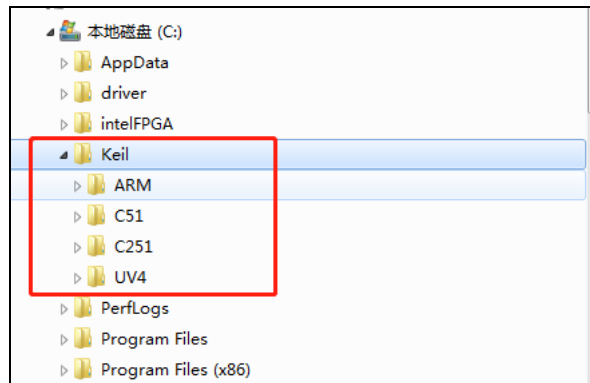 本地磁盘 (C:)
AppData
driver
intelFPGA
Keil
ARM
C51
C251
UV4
PerfLogs
Program Files
Program Files (x86)